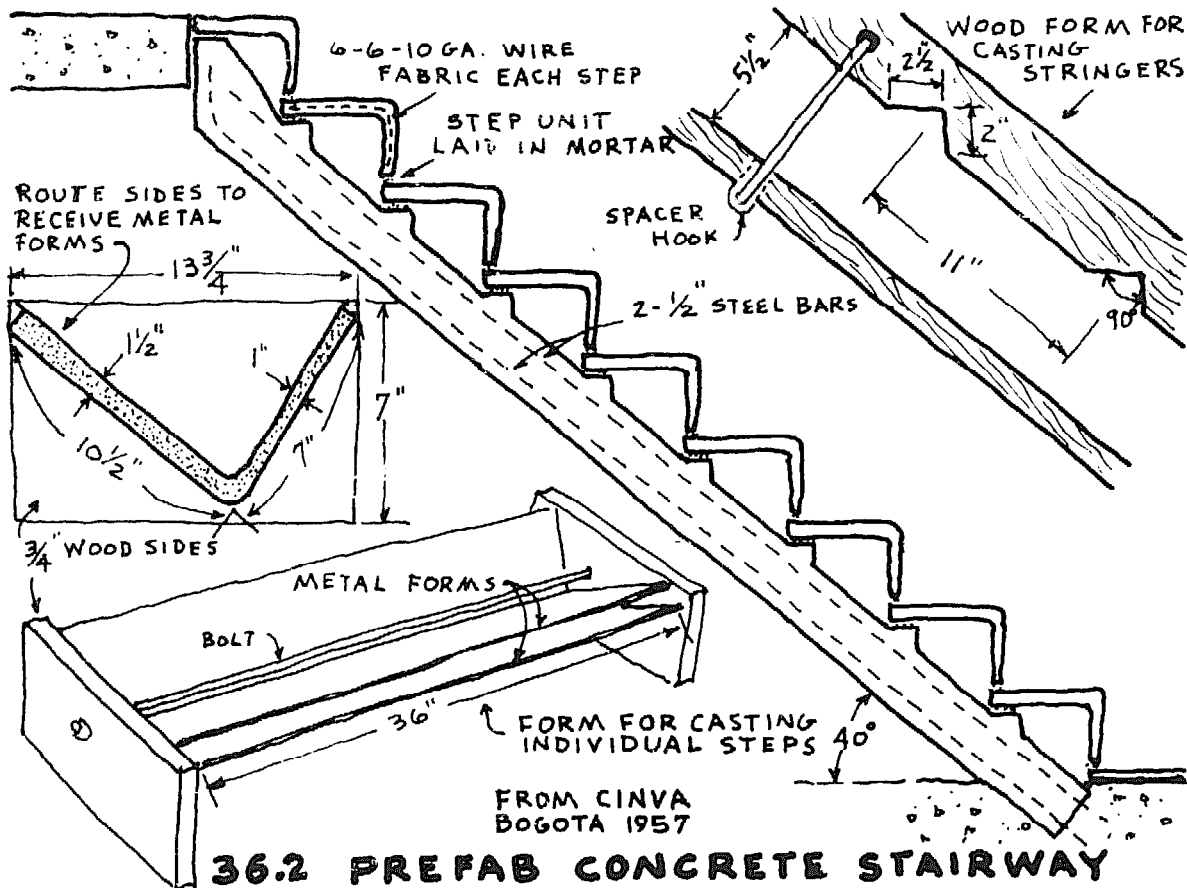 6-6-10 GA. WIRE
FABRIC EACH STEP
STEP UNIT
LAID IN MORTAR
WOOD FORM FOR
CASTING
STRINGERS
5½"
2½"
2"
SPACER
HOOK
11"
90°
ROUTE SIDES TO
RECEIVE METAL
FORMS
13¾"
1½"
1"
7"
10½"
7"
¾" WOOD SIDES
2-½" STEEL BARS
METAL FORMS
BOLT
36"
FORM FOR CASTING
INDIVIDUAL STEPS
40°
FROM CINVA
BOGOTA 1957
36.2 PREFAB CONCRETE STAIRWAY